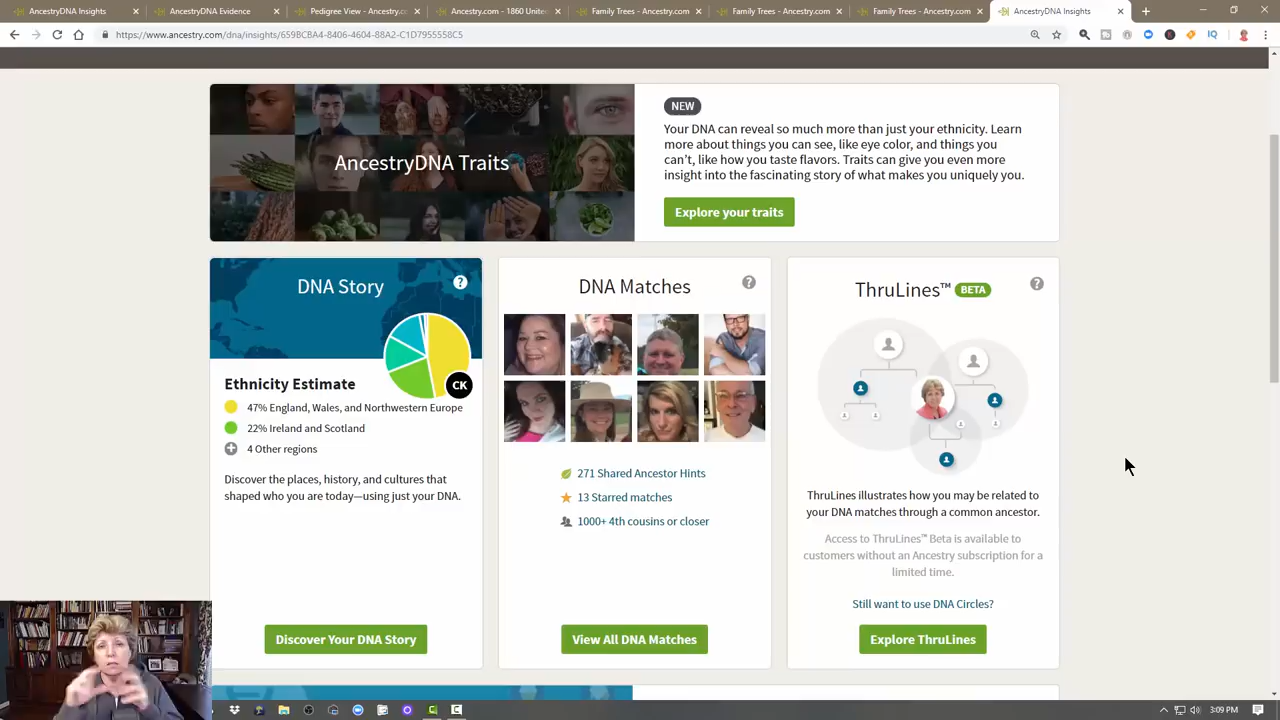 AncestryDNA Insights
AncestryDNA Evidence
Pedigree View - Ancestry.co
Ancestry.com - 1860 Unite
Family Trees - Ancestry.com
Family Trees - Ancestry.com
Family Trees - Ancestry.com
AncestryDNA Insights
https://www.ancestry.com/dna/insights/659BCBA4-8406-4604-88A2-C1D7955558C5
AncestryDNA Traits
NEW
Your DNA can reveal so much more than just your ethnicity. Learn
more about things you can see, like eye color, and things you
can't, like how you taste flavors. Traits can give you even more
insight into the fascinating story of what makes you uniquely you.
Explore your traits
DNA Story
?
CK
Ethnicity Estimate
47% England, Wales, and Northwestern Europe
22% Ireland and Scotland
4 Other regions
Discover the places, history, and cultures that
shaped who you are today—using just your DNA.
Discover Your DNA Story
DNA Matches
?
271 Shared Ancestor Hints
13 Starred matches
1000+ 4th cousins or closer
View All DNA Matches
ThruLines™ BETA
?
ThruLines illustrates how you may be related to
your DNA matches through a common ancestor.
Access to ThruLines™ Beta is available to
customers without an Ancestry subscription for a
limited time.
Still want to use DNA Circles?
Explore ThruLines
3:09 PM